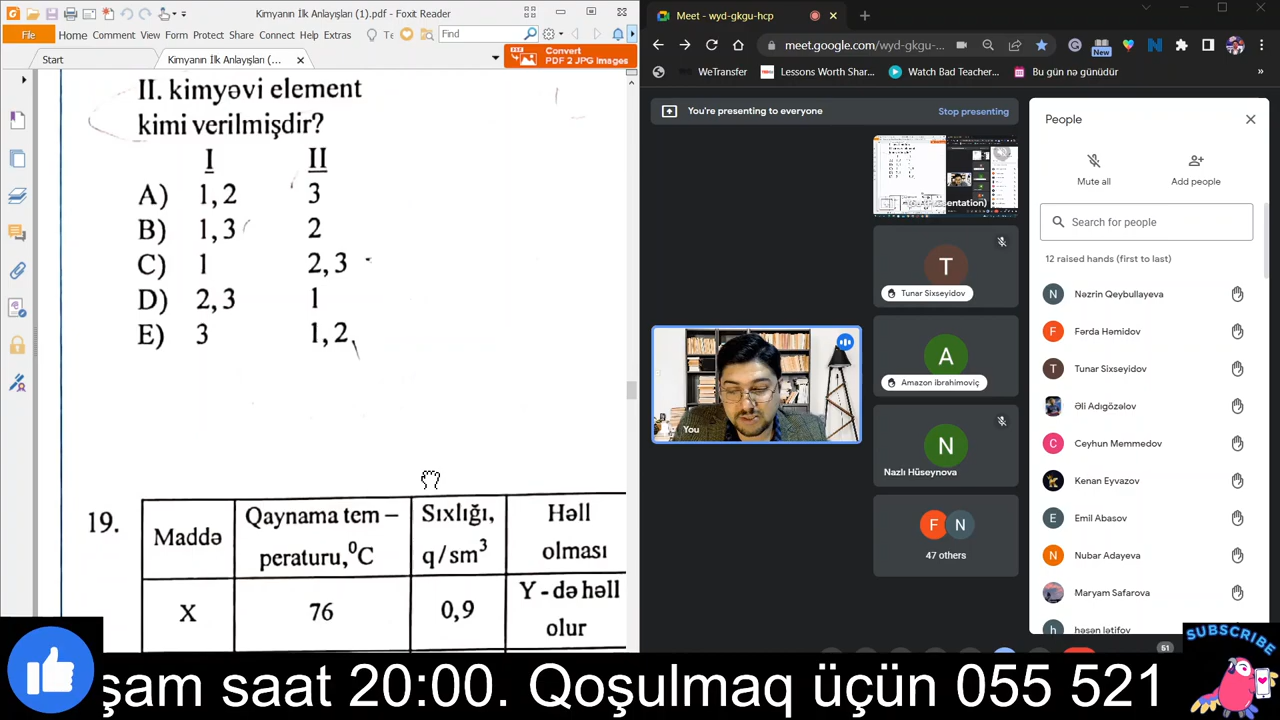 Kimyanın İlk Anlayışları (1).pdf - Foxit Reader
File Home Comment View Form Protect Share Connect Help Extras Te Find
Start Kimyanın İlk Anlayışları (...
Convert
PDF 2 JPG Images
II. kimyəvi element
kimi verilmişdir?
I II
A) 1, 2 3
B) 1, 3 2
C) 1 2, 3
D) 2, 3 1
E) 3 1, 2
19.
Maddə Qaynama tem – Sıxlığı, Həll
peraturu, ⁰C q/sm³ olması
X 76 0,9 Y - də həll
olur
Meet - wyd-gkgu-hcp
meet.google.com/wyd-gkgu-...
New
WeTransfer Lessons Worth Shar... Watch Bad Teacher... Bu gün nə günüdür
You're presenting to everyone Stop presenting
T
Tunar Sixseyidov
A
Amazon ibrahimoviç
N
Nazlı Hüseynova
F N
47 others
You
People
Mute all Add people
Search for people
12 raised hands (first to last)
N Nəzrin Qeybullayeva
F Fərda Həmidov
T Tunar Sixseyidov
Əli Adıgözəlov
C Ceyhun Memmedov
Kenan Eyvazov
E Emil Abasov
N Nubar Adayeva
Maryam Safarova
h həsən lətifov
61
SUBSCRIBE
şam saat 20:00. Qoşulmaq üçün 055 521